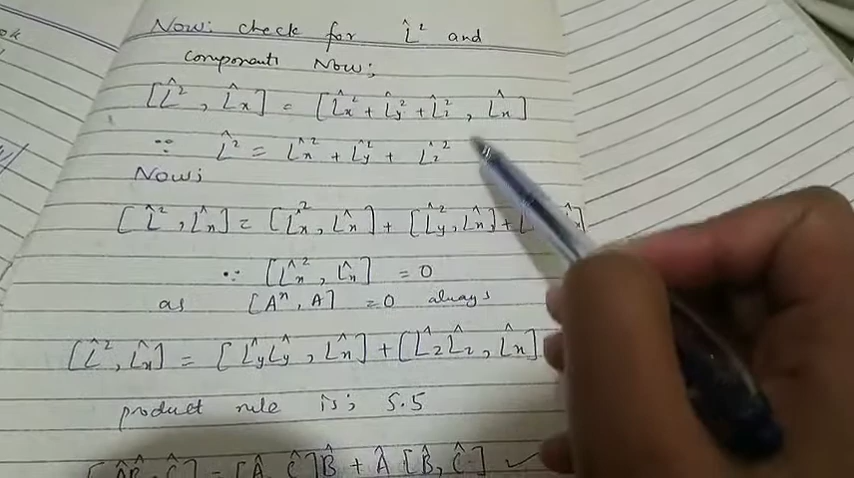 Now: check for L̂² and
components Now;
[L̂², L̂x] = [L̂x² + L̂y² + L̂z², L̂x]
∵ L̂² = L̂x² + L̂y² + L̂z²
Now;
[L̂², L̂x] = [L̂x², L̂x] + [L̂y², L̂x] + [L
∵ [L̂x², L̂x] = 0
as [Aⁿ, A] = 0 always
[L̂², L̂x] = [L̂yL̂y, L̂x] + [L̂zL̂z, L̂x]
product rule is; 5.5
[ÂB̂, Ĉ] = [Â, Ĉ]B̂ + Â[B̂, Ĉ] ✓